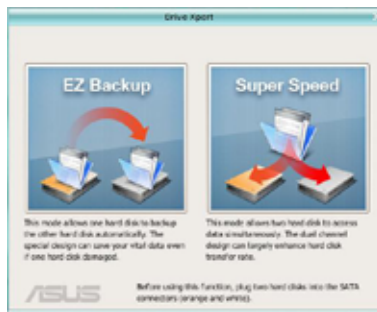 Drive Xpert
EZ Backup
Super Speed
This mode allows one hard disk to backup
the other hard disk automatically. The
special design can save your vital data even
if one hard disk damaged.
This mode allows two hard disk to access
data simultaneously. The dual channel
design can largely enhance hard disk
transfer rate.
ASUS
Before using this function, plug two hard disks into the SATA
connectors (orange and white).